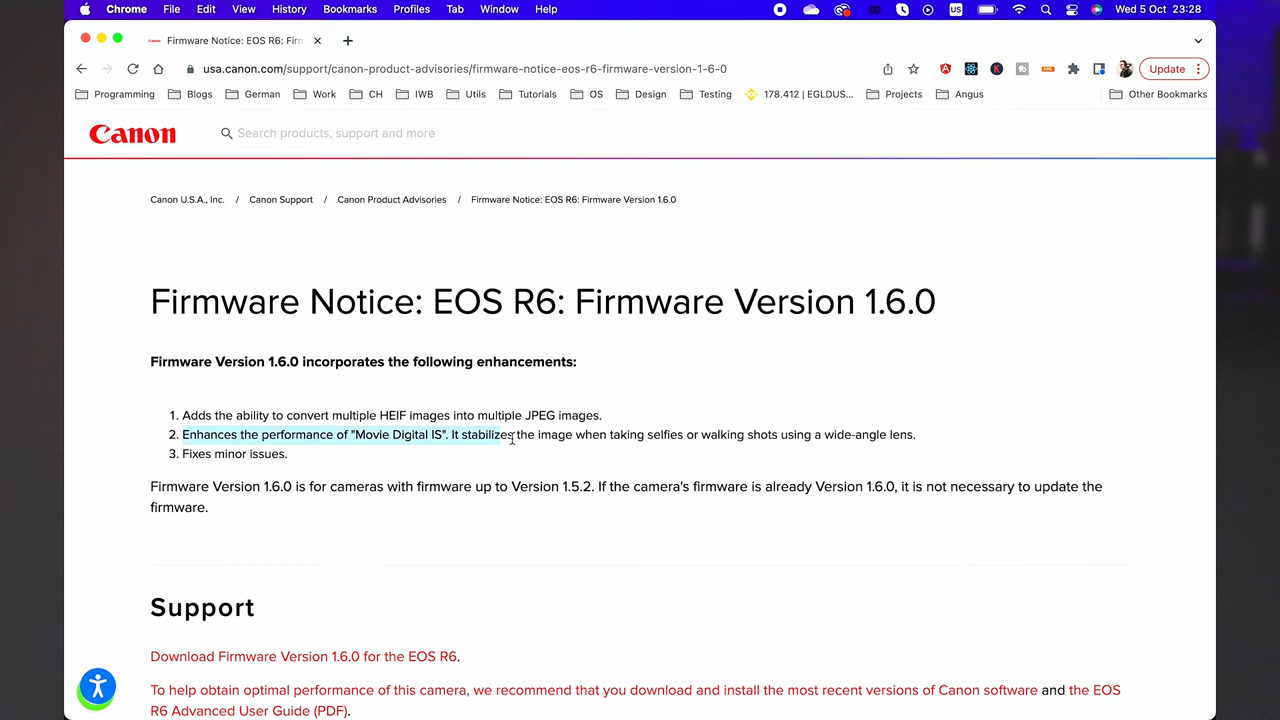 Chrome File Edit View History Bookmarks Profiles Tab Window Help US Wed 5 Oct 23:28
Firmware Notice: EOS R6: Firm
usa.canon.com/support/canon-product-advisories/firmware-notice-eos-r6-firmware-version-1-6-0 Update
Programming Blogs German Work CH IWB Utils Tutorials OS Design Testing 178.412 | EGLDUS... Projects Angus Other Bookmarks
Canon Search products, support and more
Canon U.S.A., Inc. / Canon Support / Canon Product Advisories / Firmware Notice: EOS R6: Firmware Version 1.6.0
Firmware Notice: EOS R6: Firmware Version 1.6.0
Firmware Version 1.6.0 incorporates the following enhancements:
1. Adds the ability to convert multiple HEIF images into multiple JPEG images.
2. Enhances the performance of "Movie Digital IS". It stabilizes the image when taking selfies or walking shots using a wide-angle lens.
3. Fixes minor issues.
Firmware Version 1.6.0 is for cameras with firmware up to Version 1.5.2. If the camera's firmware is already Version 1.6.0, it is not necessary to update the
firmware.
Support
Download Firmware Version 1.6.0 for the EOS R6.
To help obtain optimal performance of this camera, we recommend that you download and install the most recent versions of Canon software and the EOS
R6 Advanced User Guide (PDF).